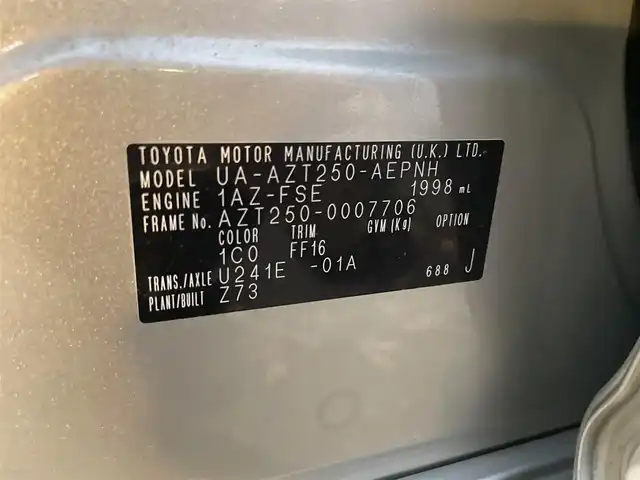 TOYOTA MOTOR MANUFACTURING (U.K.) LTD.
MODEL UA-AZT250-AEPNH
ENGINE 1AZ-FSE 1998 mL
FRAME No. AZT250-0007706
COLOR TRIM GVM (Kg) OPTION
1C0 FF16
TRANS./AXLE U241E -01A
PLANT/BUILT Z73 688 J